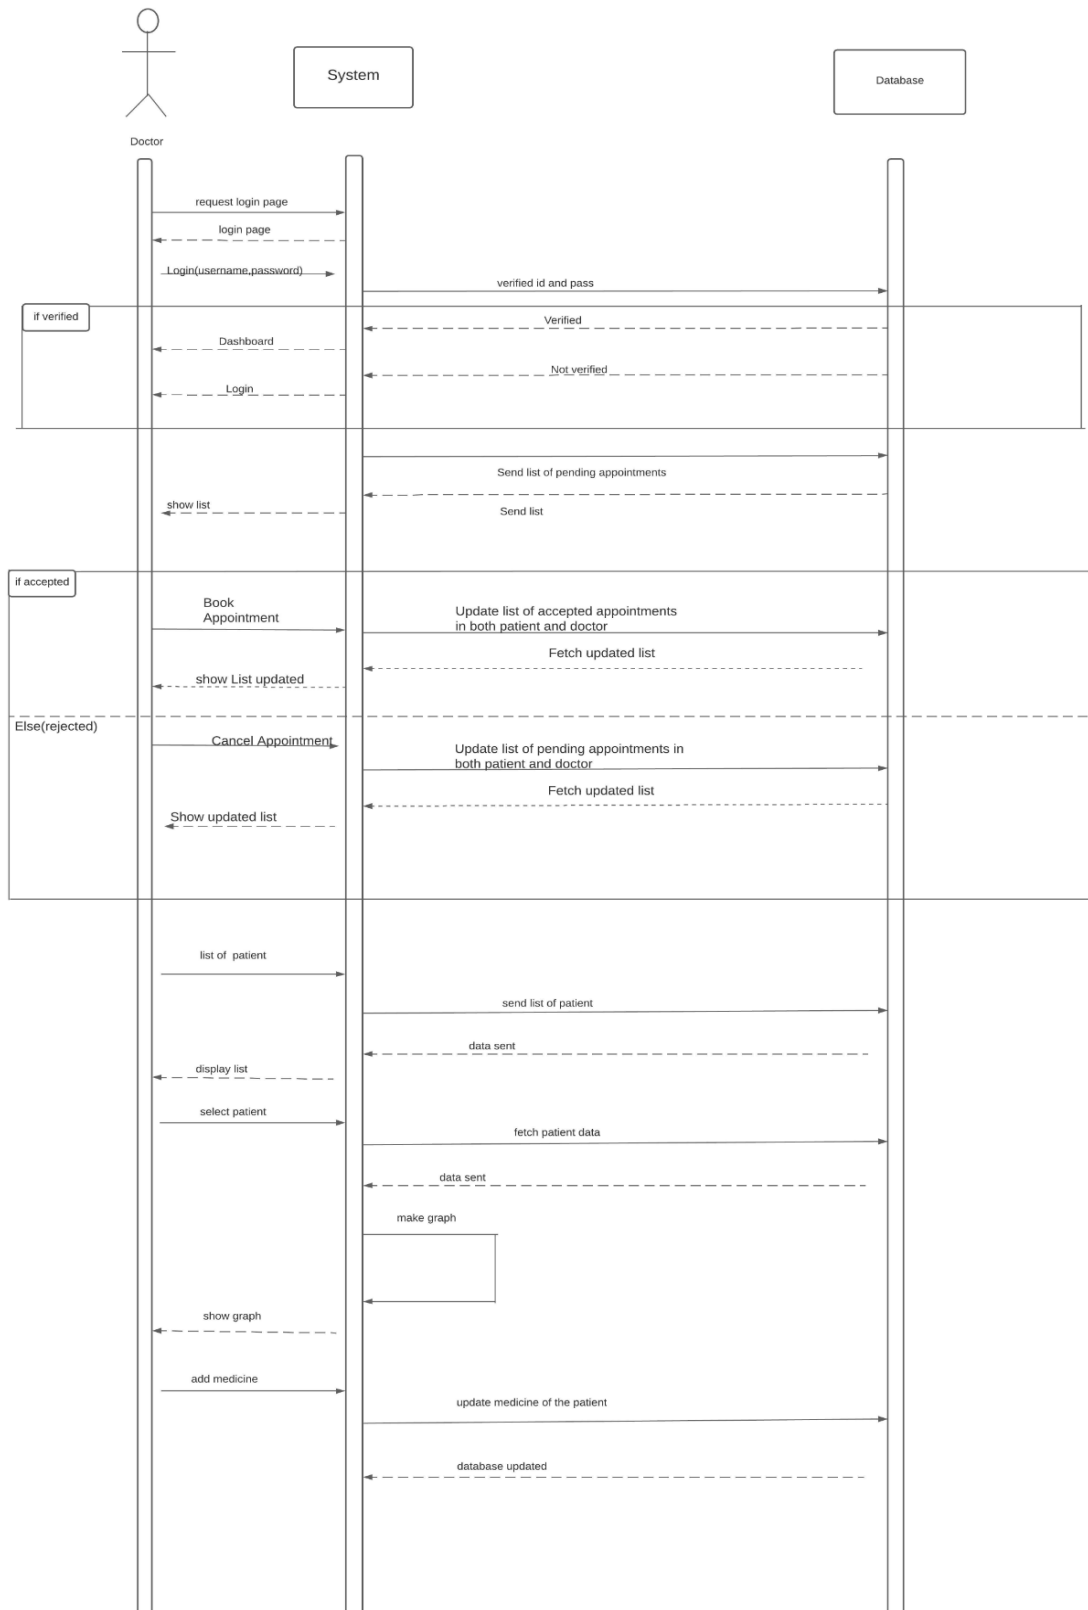 System
Database
Doctor
request login page
login page
Login(username,password)
verified id and pass
if verified
Verified
Dashboard
Not verified
Login
Send list of pending appointments
show list
Send list
if accepted
Book
Appointment
Update list of accepted appointments
in both patient and doctor
Fetch updated list
show List updated
Else(rejected)
Cancel Appointment
Update list of pending appointments in
both patient and doctor
Fetch updated list
Show updated list
list of  patient
send list of patient
data sent
display list
select patient
fetch patient data
data sent
make graph
show graph
add medicine
update medicine of the patient
database updated